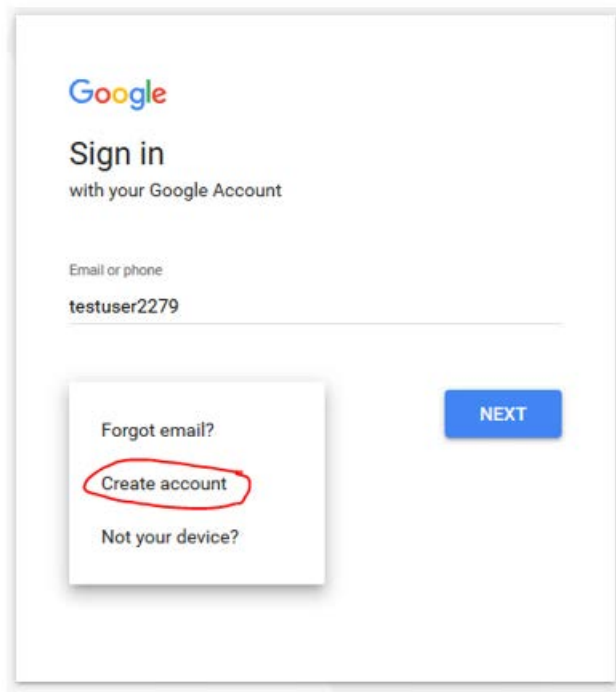 Google
Sign in
with your Google Account
Email or phone
testuser2279
Forgot email?
NEXT
Create account
Not your device?